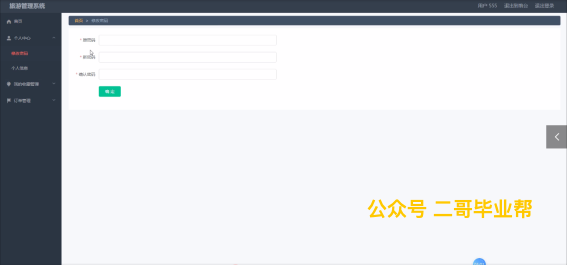 旅游管理系统
用户 555 退出到前台 退出登录
首页 > 修改密码
首页
个人中心
修改密码
个人信息
我的收藏管理
订单管理
* 原密码
* 新密码
* 确认密码
确 定
公众号 二哥毕业帮